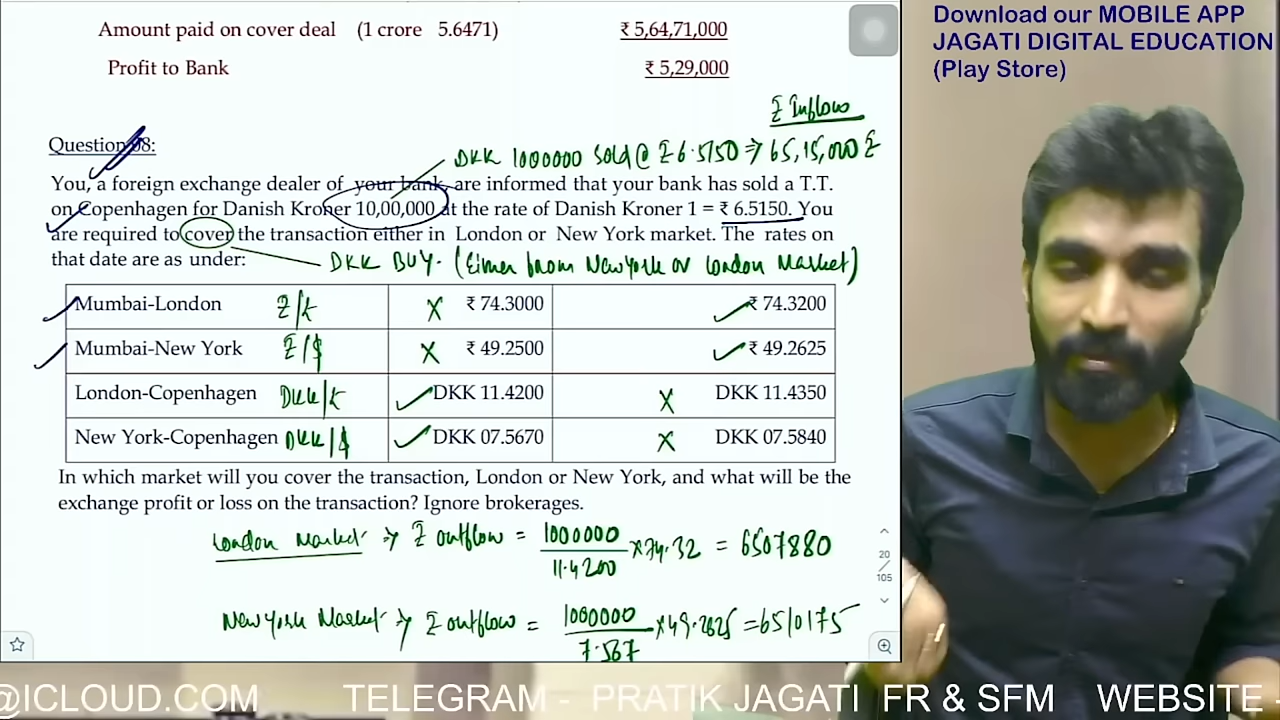 Amount paid on cover deal (1 crore 5.6471) ₹ 5,64,71,000
Profit to Bank ₹ 5,29,000
Download our MOBILE APP
JAGATI DIGITAL EDUCATION
(Play Store)
₹ Inflow
Question 08:
DKK 1000000 sold @ ₹6.5150 ⇒ 65,15,000 ₹
You, a foreign exchange dealer of your bank, are informed that your bank has sold a T.T.
on Copenhagen for Danish Kroner 10,00,000 at the rate of Danish Kroner 1 = ₹ 6.5150. You
are required to cover the transaction either in London or New York market. The rates on
that date are as under:
DKK BUY. (Either from New York or London Market)
Mumbai-London ₹/£ X ₹ 74.3000 ✓ ₹ 74.3200
Mumbai-New York ₹/$ X ₹ 49.2500 ✓ ₹ 49.2625
London-Copenhagen DKK/£ ✓ DKK 11.4200 X DKK 11.4350
New York-Copenhagen DKK/$ ✓ DKK 07.5670 X DKK 07.5840
In which market will you cover the transaction, London or New York, and what will be the
exchange profit or loss on the transaction? Ignore brokerages.
London Market ⇒ ₹ outflow = 1000000/11.4200 × 74.32 = 6507880
New York Market ⇒ ₹ outflow = 1000000/7.567 × 49.2625 = 6510175
20
/
105
@ICLOUD.COM TELEGRAM - PRATIK JAGATI FR & SFM WEBSITE -